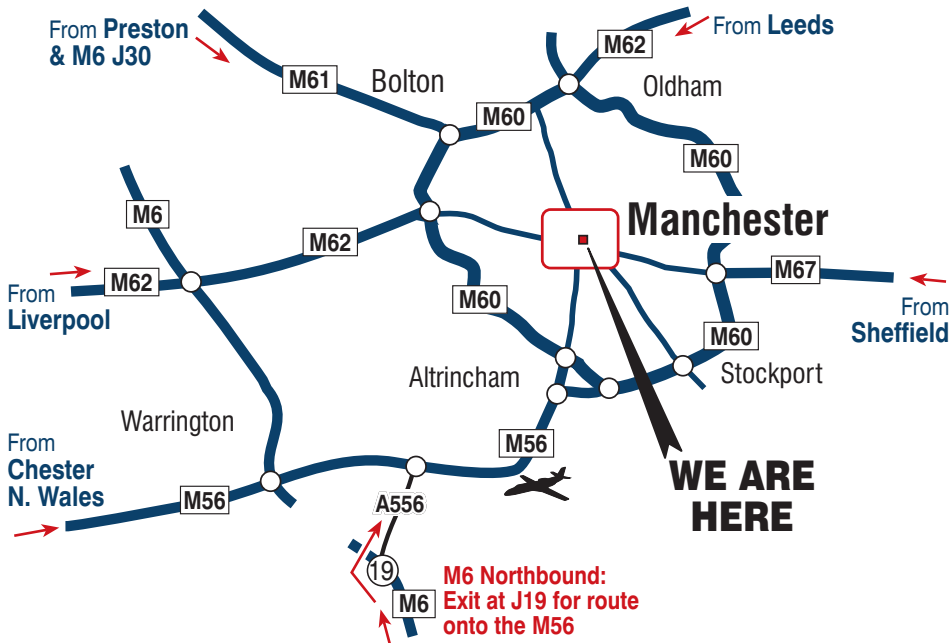 From Preston
& M6 J30
M61
Bolton
M60
M62
From Leeds
Oldham
M60
M6
M62
Manchester
M62
From
Liverpool
M60
M67
From
Sheffield
M60
Altrincham
Stockport
Warrington
From
Chester
N. Wales
M56
M56
A556
WE ARE
HERE
19
M6
M6 Northbound:
Exit at J19 for route
onto the M56